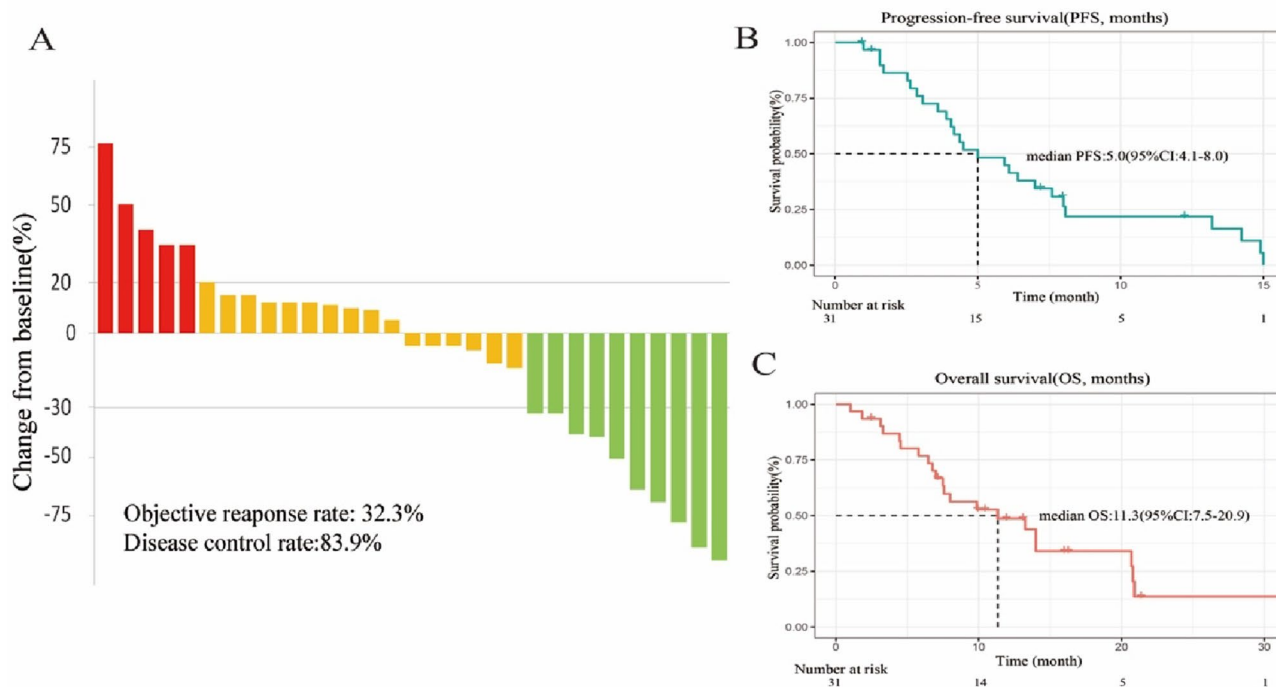 A
Change from baseline(%)
75
50
20
0
-30
-50
-75
Objective reaponse rate: 32.3%
Disease control rate:83.9%
B
Progression-free survival(PFS, months)
Survival probability(%)
1.00
0.75
0.50
0.25
0.00
median PFS:5.0(95%CI:4.1-8.0)
0 5 10 15
Time (month)
Number at risk
31 15 5 1
C
Overall survival(OS, months)
Survival probability(%)
1.00
0.75
0.50
0.25
0.00
median OS:11.3(95%CI:7.5-20.9)
0 10 20 30
Time (month)
Number at risk
31 14 5 1